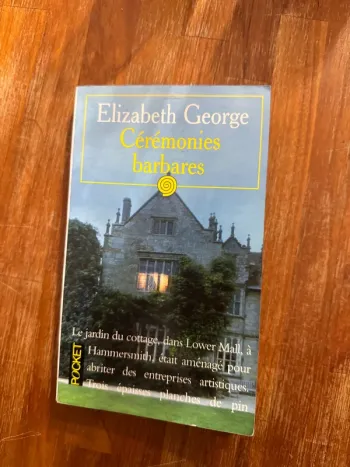 Elizabeth George
Cérémonies
barbares
Le jardin du cottage, dans Lower Mall, à
Hammersmith, était aménagé pour
abriter des entreprises artistiques.
Trois épaisses planches de pin
POCKET